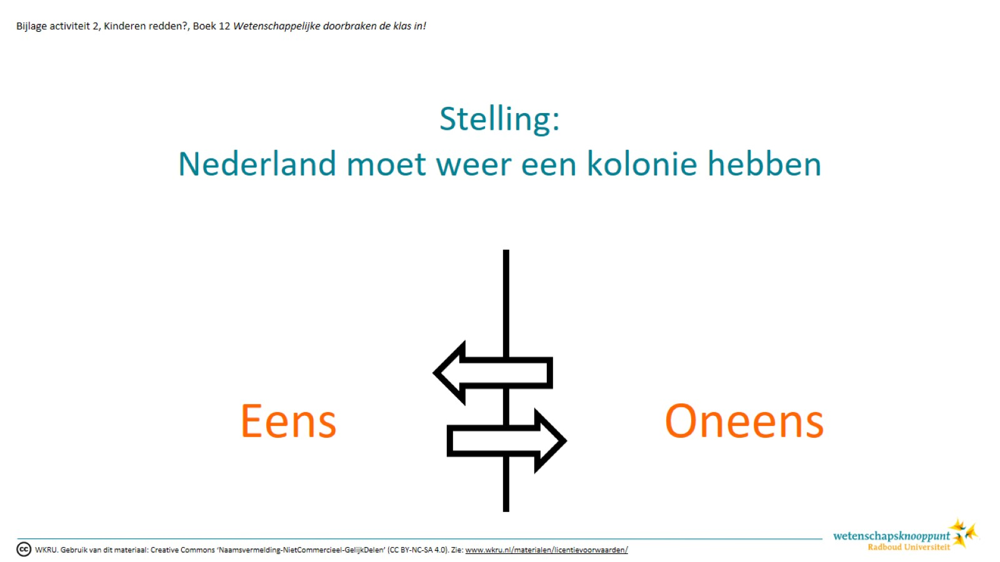 Bijlage activiteit 2, Kinderen redden?, Boek 12 Wetenschappelijke doorbraken de klas in!
Stelling:
Nederland moet weer een kolonie hebben
Eens
Oneens
wetenschapsknooppunt
Radboud Universiteit
cc WKRU. Gebruik van dit materiaal: Creative Commons ‘Naamsvermelding-NietCommercieel-GelijkDelen’ (CC BY-NC-SA 4.0). Zie: www.wkru.nl/materialen/licentievoorwaarden/